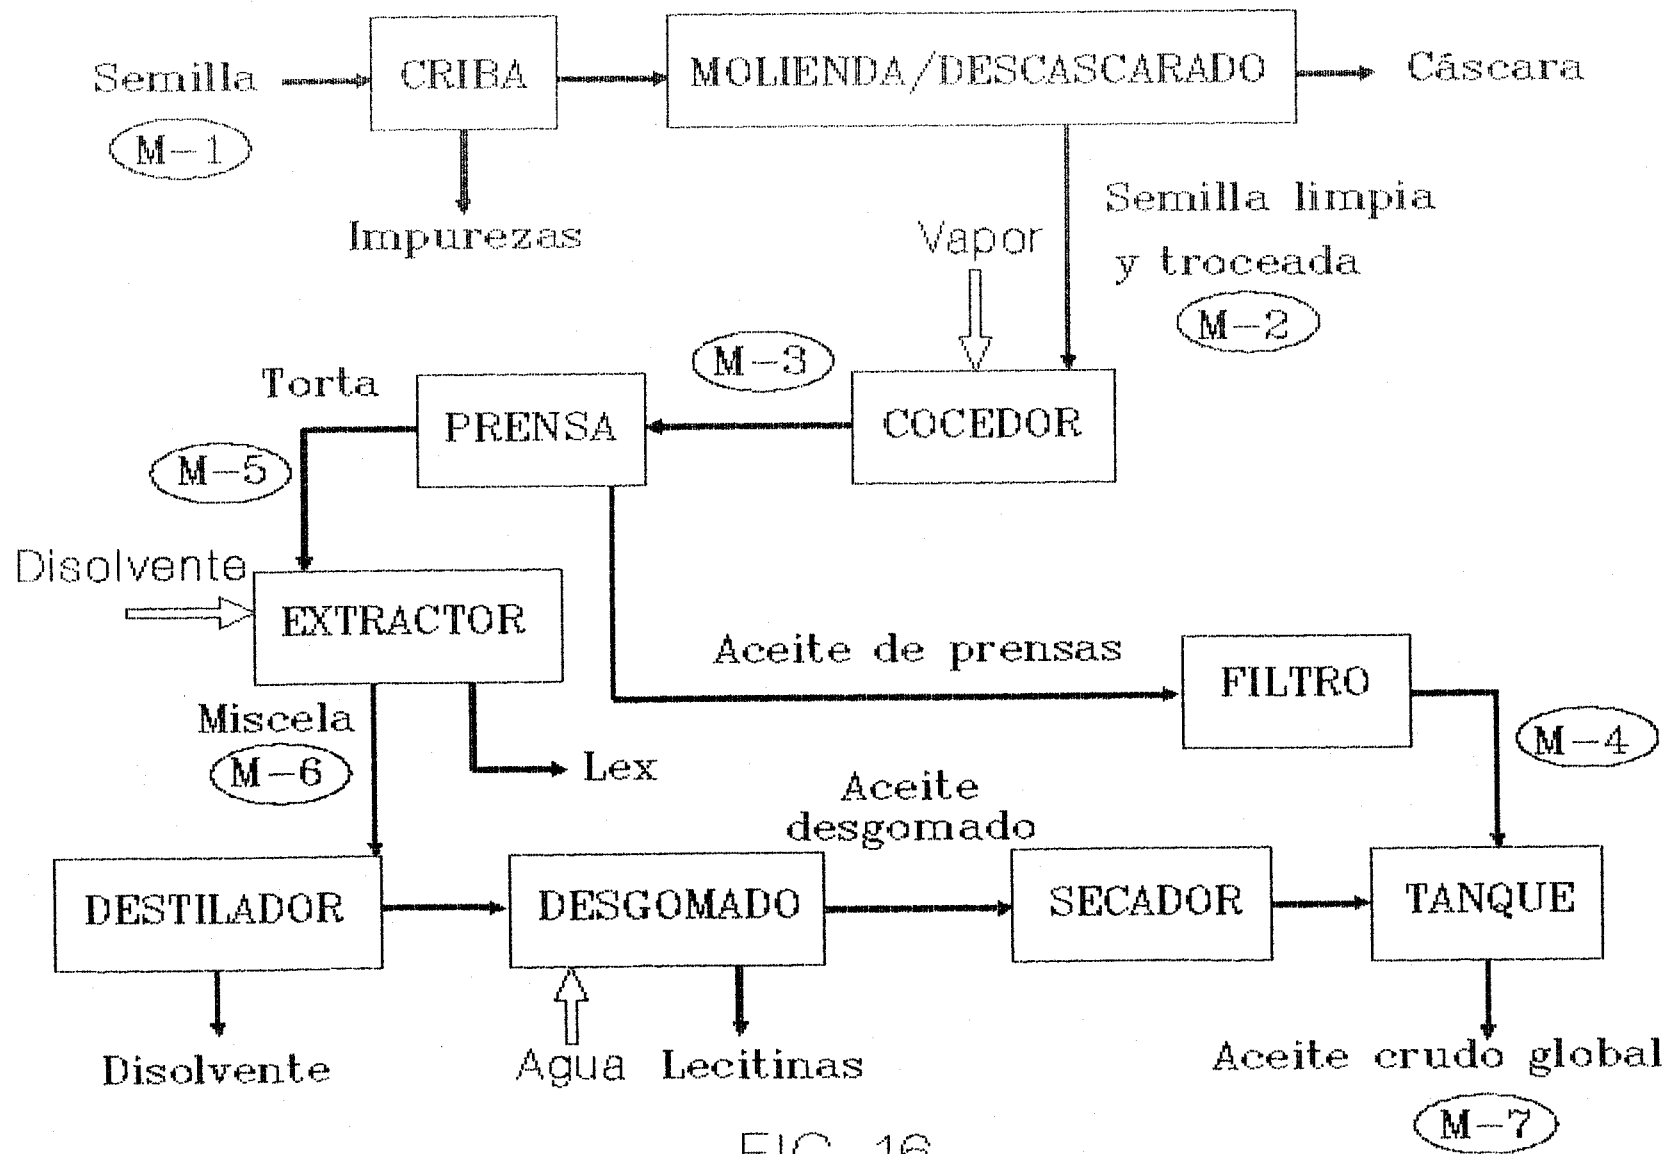 Semilla
CRIBA
MOLIENDA/DESCASCARADO
Cáscara
M-1
Impurezas
Vapor
Semilla limpia
y troceada
M-2
M-3
Torta
PRENSA
COCEDOR
M-5
Disolvente
EXTRACTOR
Aceite de prensas
FILTRO
Miscela
M-6
Lex
M-4
Aceite
desgomado
DESTILADOR
DESGOMADO
SECADOR
TANQUE
Disolvente
Agua
Lecitinas
Aceite crudo global
M-7
FIG. 16